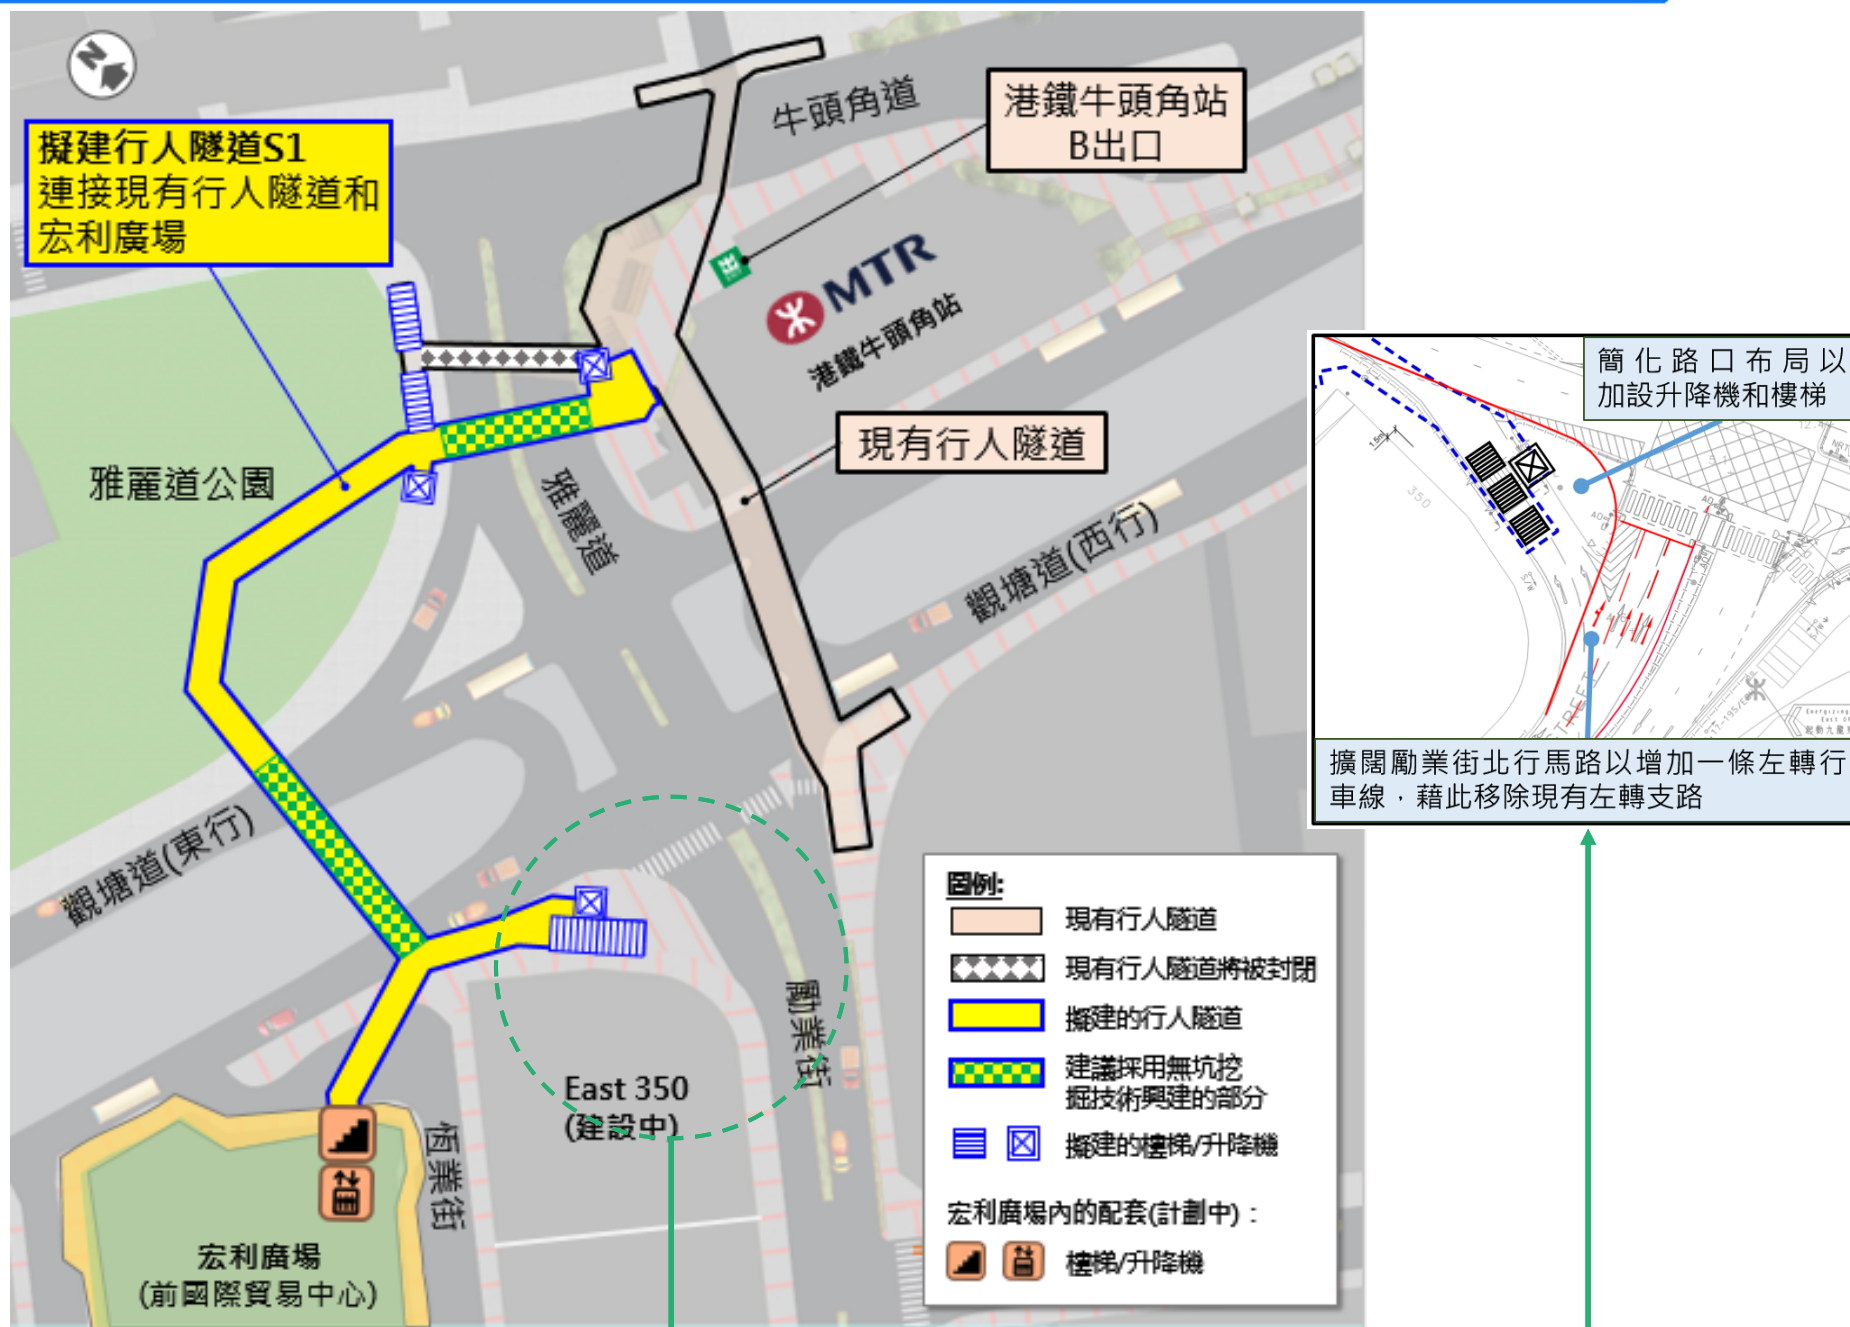 N
擬建行人隧道S1
連接現有行人隧道和
宏利廣場
牛頭角道
港鐵牛頭角站
B出口
出
MTR
港鐵牛頭角站
現有行人隧道
雅麗道公園
雅麗道
觀塘道(西行)
觀塘道(東行)
勵業街
East 350
(建設中)
恆業街
宏利廣場
(前國際貿易中心)
圖例:
現有行人隧道
現有行人隧道將被封閉
擬建的行人隧道
建議採用無坑挖
掘技術興建的部分
擬建的樓梯/升降機
宏利廣場內的配套(計劃中)：
樓梯/升降機
簡化路口布局以
加設升降機和樓梯
1.5m
350
STREET
擴闊勵業街北行馬路以增加一條左轉行
車線，藉此移除現有左轉支路